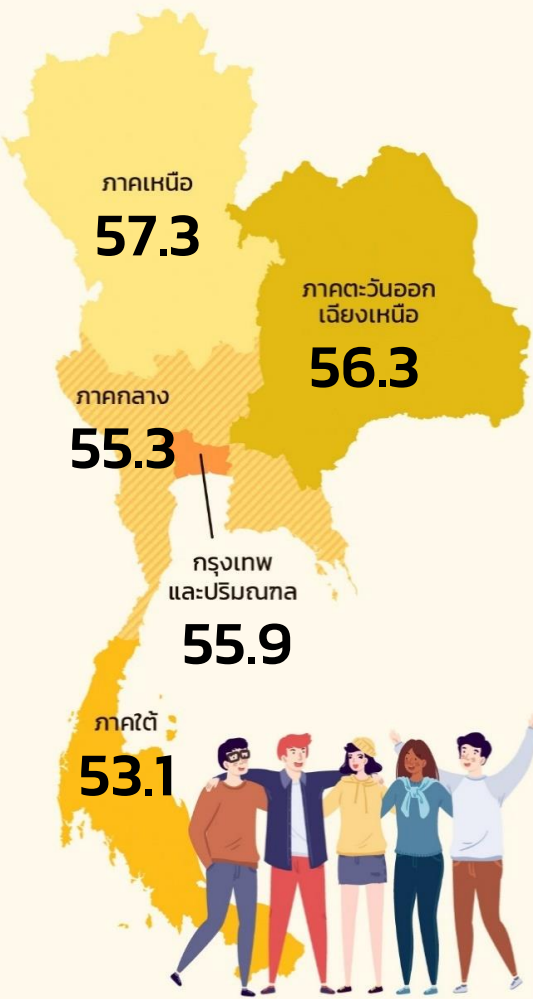 ภาคเหนือ
57.3
ภาคตะวันออก
เฉียงเหนือ
56.3
ภาคกลาง
55.3
กรุงเทพ
และปริมณฑล
55.9
ภาคใต้
53.1